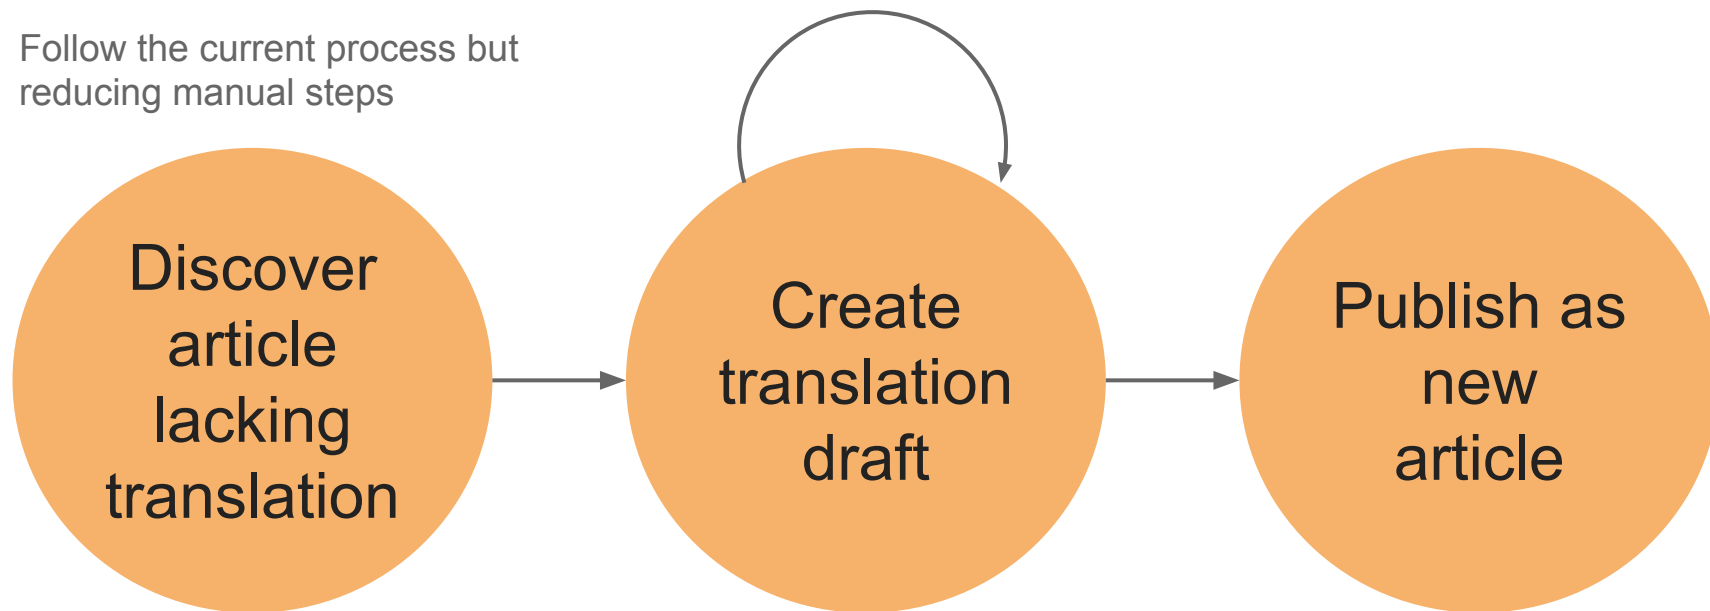 Follow the current process but
reducing manual steps
Discover
article
lacking
translation
Create
translation
draft
Publish as
new
article